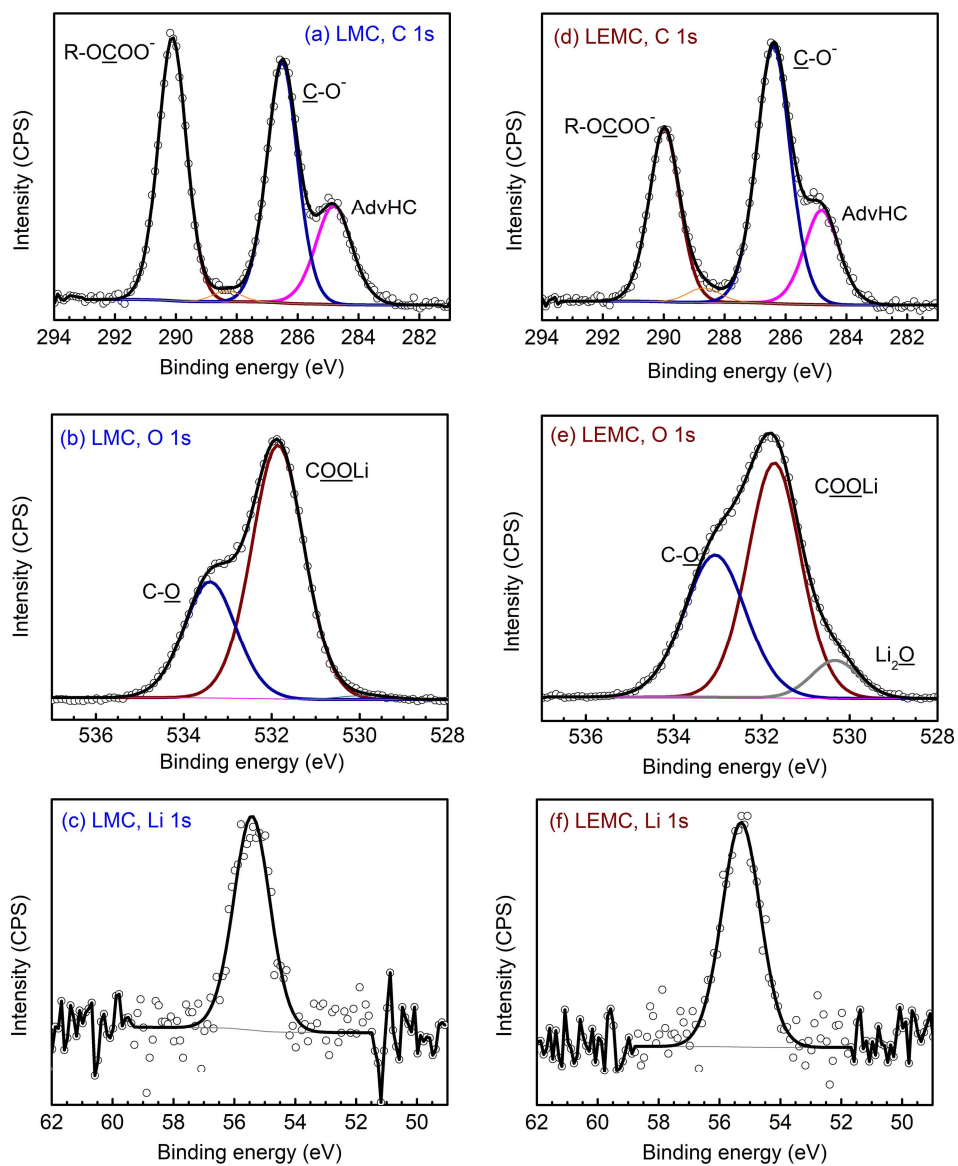 (a) LMC, C 1s
R-OCOO⁻
C-O⁻
AdvHC
Intensity (CPS)
294 292 290 288 286 284 282
Binding energy (eV)
(d) LEMC, C 1s
C-O⁻
R-OCOO⁻
AdvHC
Intensity (CPS)
294 292 290 288 286 284 282
Binding energy (eV)
(b) LMC, O 1s
COOLi
C-O
Intensity (CPS)
536 534 532 530 528
Binding energy (eV)
(e) LEMC, O 1s
COOLi
C-O
Li₂O
Intensity (CPS)
536 534 532 530 528
Binding energy (eV)
(c) LMC, Li 1s
Intensity (CPS)
62 60 58 56 54 52 50
Binding energy (eV)
(f) LEMC, Li 1s
Intensity (CPS)
62 60 58 56 54 52 50
Binding energy (eV)